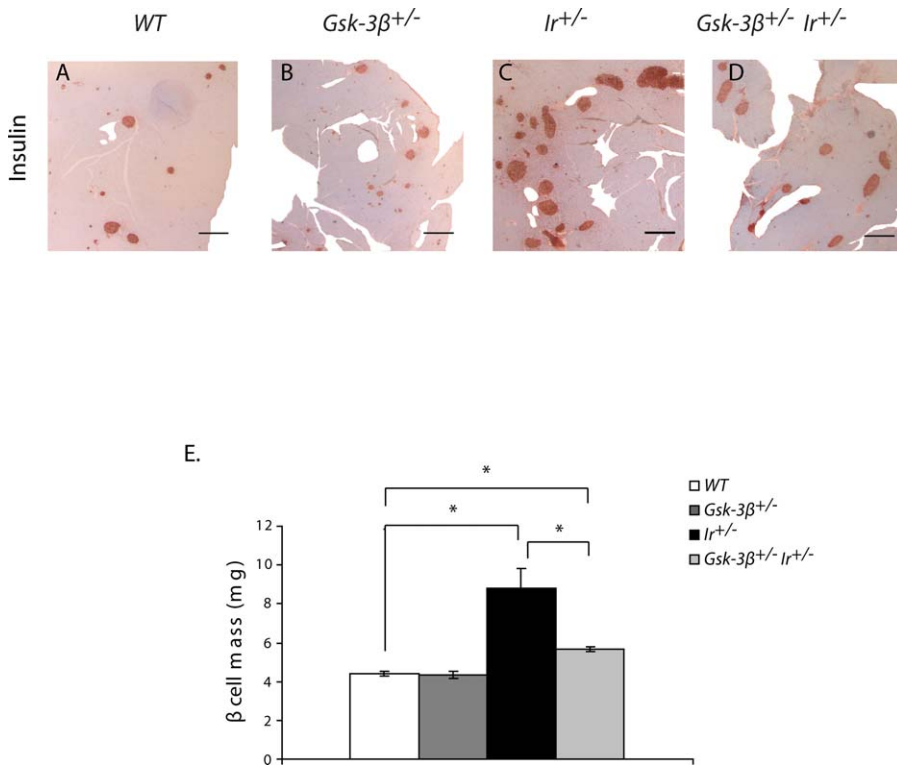 WT Gsk-3β+/- Ir+/- Gsk-3β+/- Ir+/-
A B C D
Insulin
E.
*
* *
WT
Gsk-3β+/-
Ir+/-
Gsk-3β+/- Ir+/-
β cell mass (mg)
12
10
8
6
4
2
0